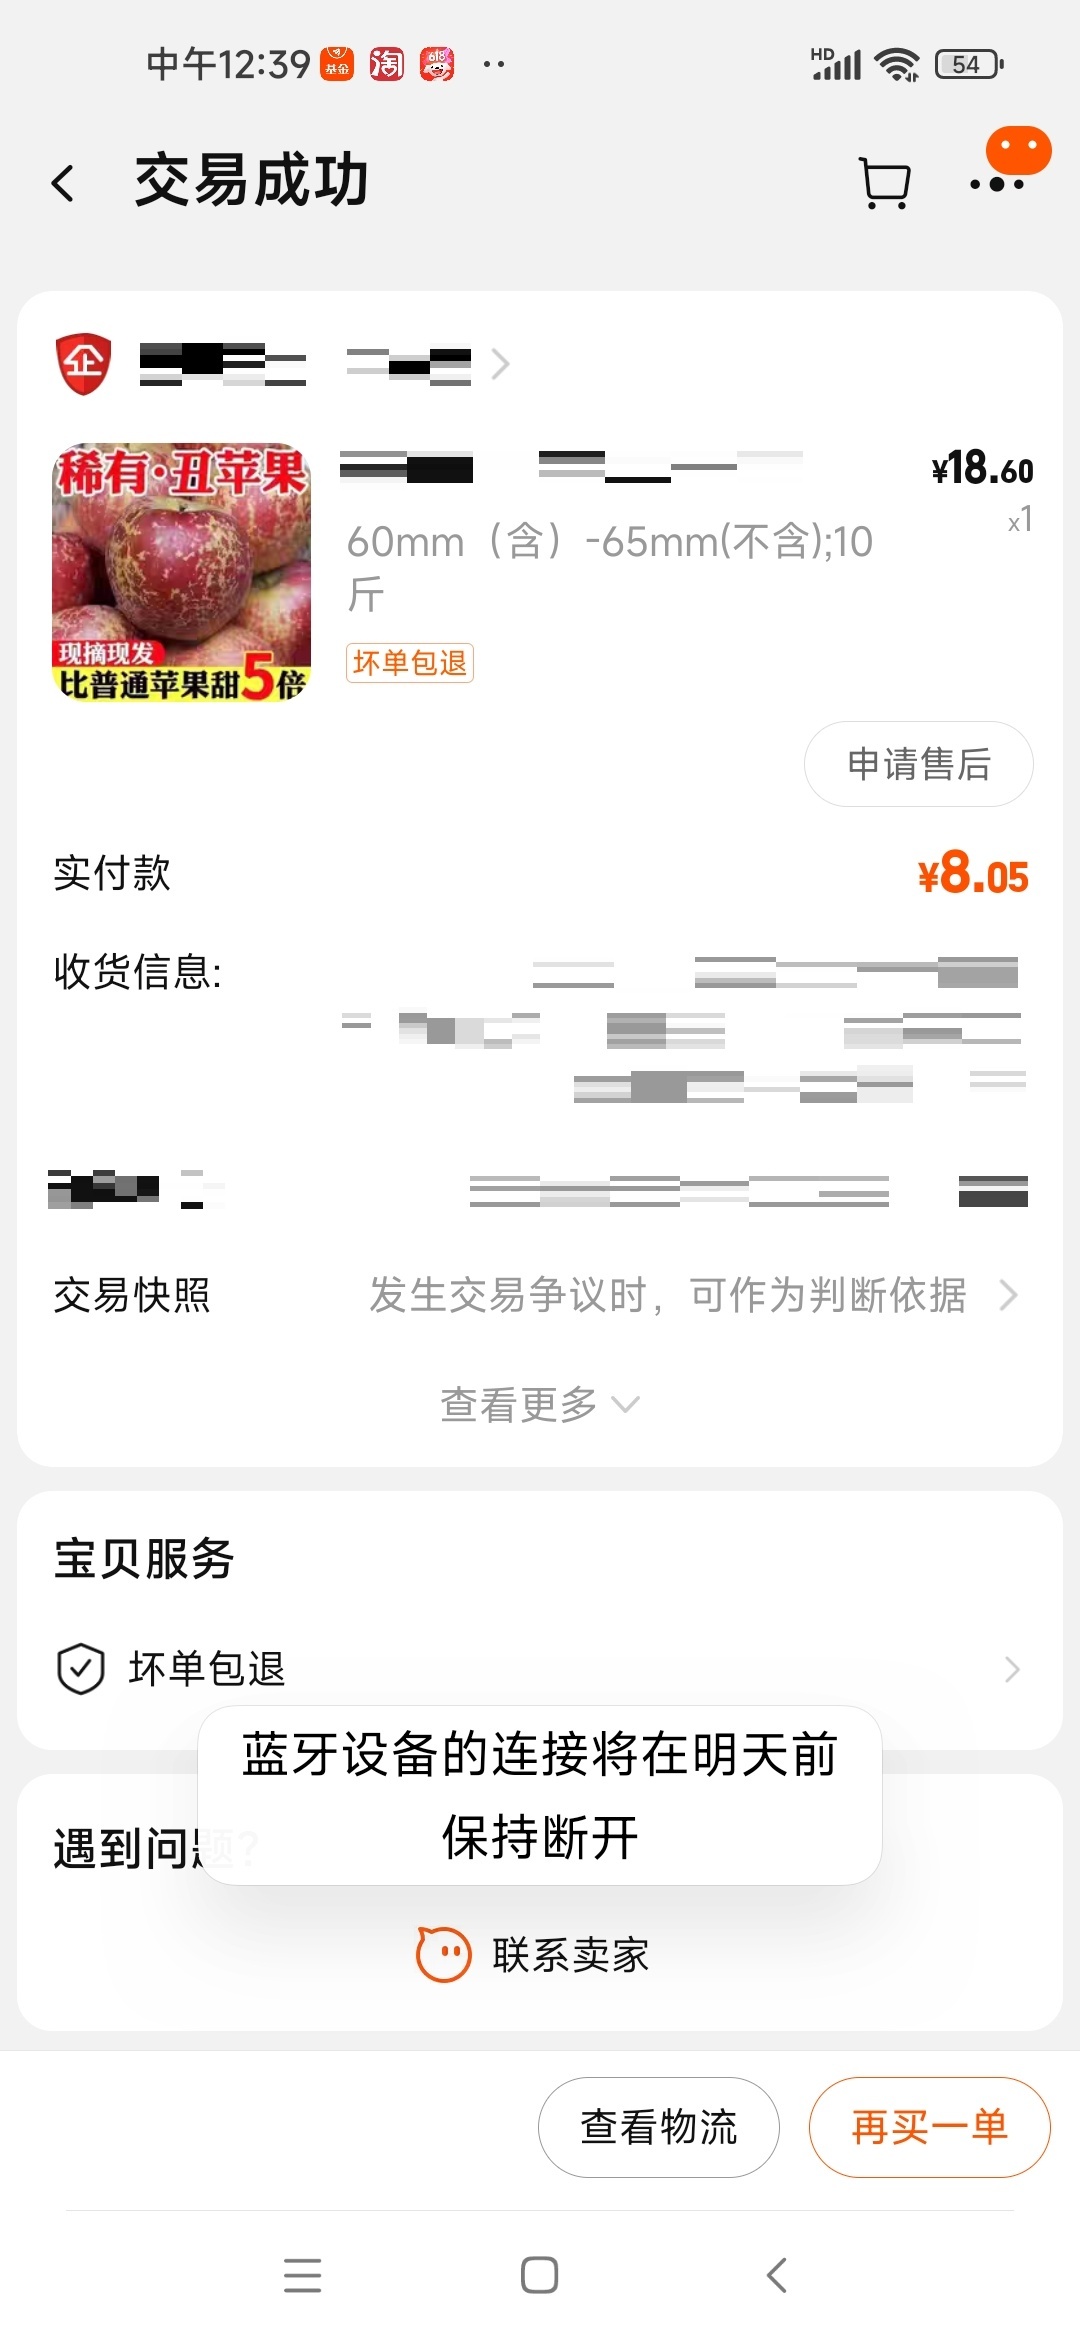 中午12:39 基金 淘 618 HD 54
交易成功
企
稀有·丑苹果
现摘现发
比普通苹果甜5倍
¥18.60
x1
60mm（含）-65mm(不含);10
斤
坏单包退
申请售后
实付款 ¥8.05
收货信息:
交易快照 发生交易争议时，可作为判断依据
查看更多
宝贝服务
坏单包退
蓝牙设备的连接将在明天前
保持断开
遇到问题？
联系卖家
查看物流 再买一单